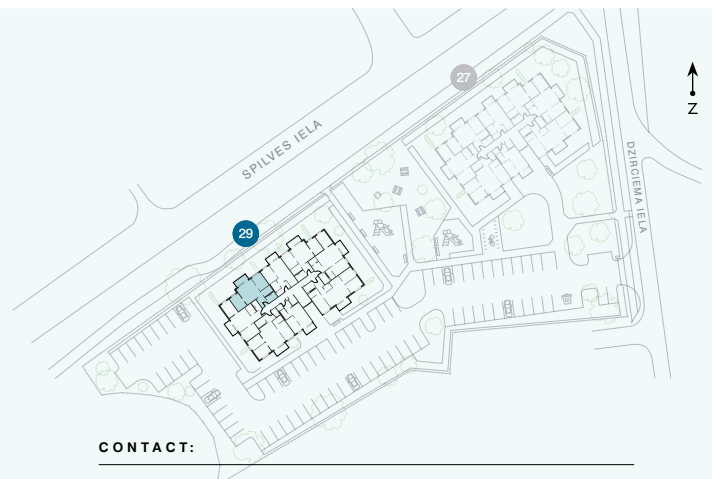 27
Z
SPILVES IELA
DZIRCIEMA IELA
29
CONTACT: